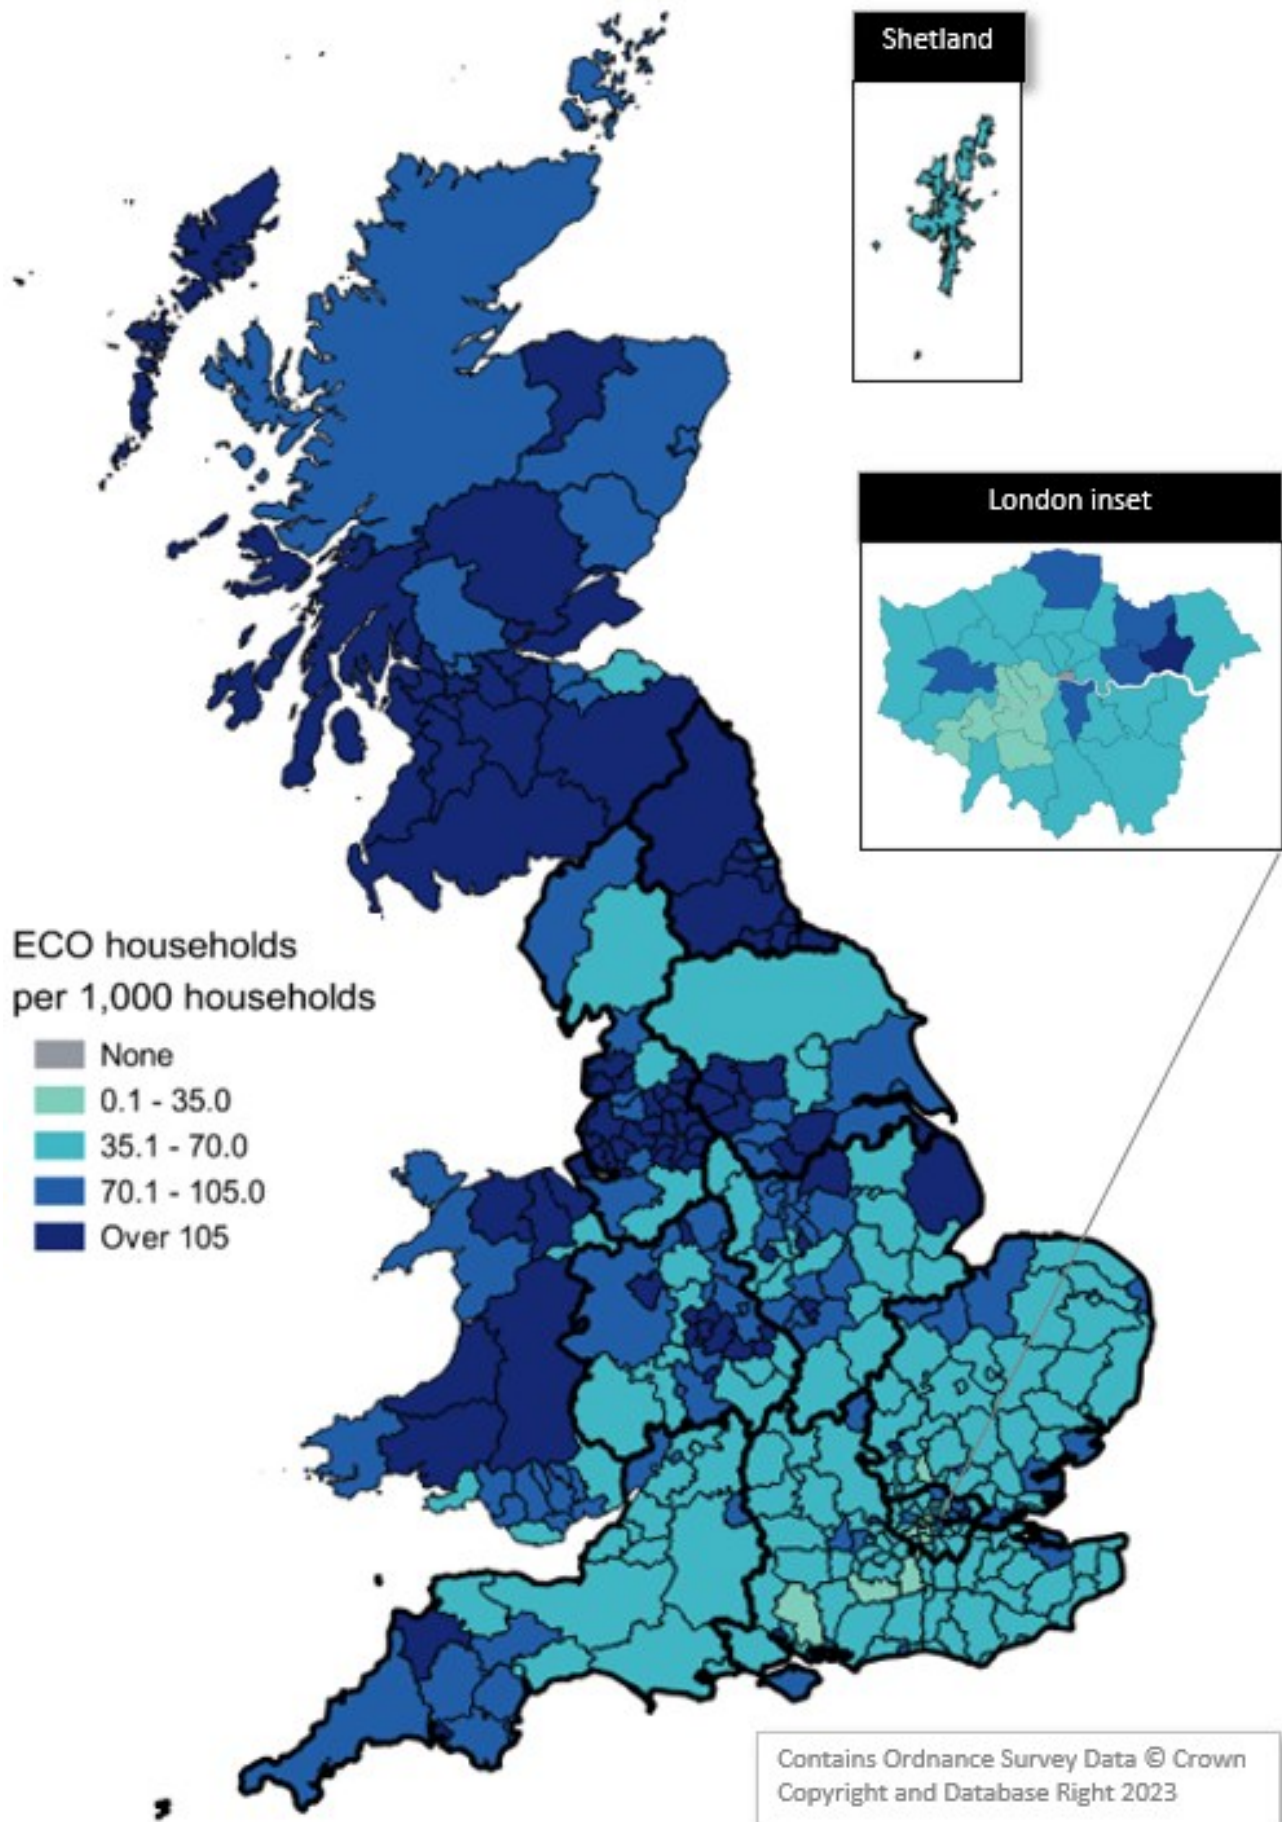 Shetland
London inset
ECO households
per 1,000 households
None
0.1 - 35.0
35.1 - 70.0
70.1 - 105.0
Over 105
Contains Ordnance Survey Data © Crown
Copyright and Database Right 2023